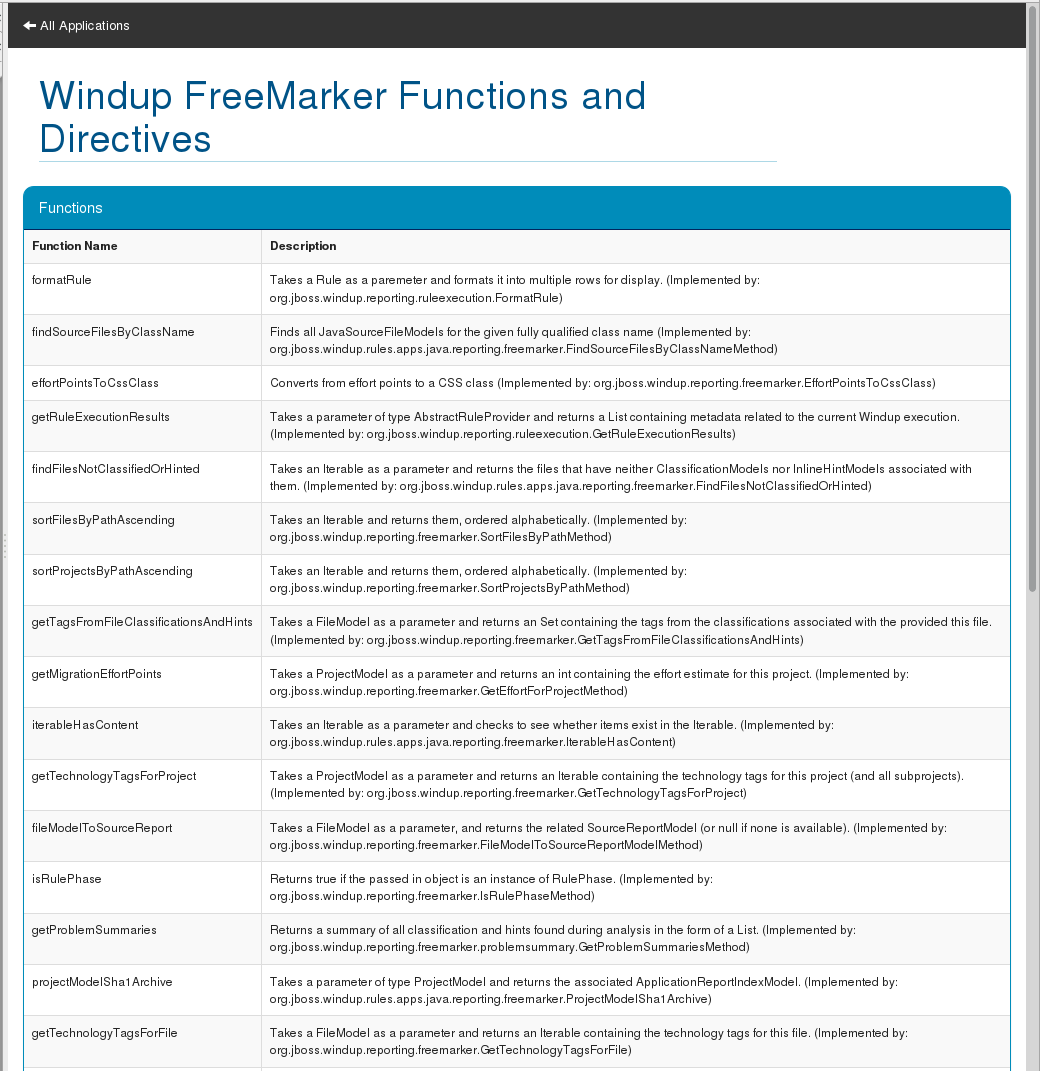 All Applications
Windup FreeMarker Functions and
Directives
Functions
Function Name
Description
formatRule
Takes a Rule as a paremeter and formats it into multiple rows for display. (Implemented by:
org.jboss.windup.reporting.ruleexecution.FormatRule)
findSourceFilesByClassName
Finds all JavaSourceFileModels for the given fully qualified class name (Implemented by:
org.jboss.windup.rules.apps.java.reporting.freemarker.FindSourceFilesByClassNameMethod)
effortPointsToCssClass
Converts from effort points to a CSS class (Implemented by: org.jboss.windup.reporting.freemarker.EffortPointsToCssClass)
getRuleExecutionResults
Takes a parameter of type AbstractRuleProvider and returns a List containing metadata related to the current Windup execution.
(Implemented by: org.jboss.windup.reporting.ruleexecution.GetRuleExecutionResults)
findFilesNotClassifiedOrHinted
Takes an Iterable as a parameter and returns the files that have neither ClassificationModels nor InlineHintModels associated with
them. (Implemented by: org.jboss.windup.rules.apps.java.reporting.freemarker.FindFilesNotClassifiedOrHinted)
sortFilesByPathAscending
Takes an Iterable and returns them, ordered alphabetically. (Implemented by:
org.jboss.windup.reporting.freemarker.SortFilesByPathMethod)
sortProjectsByPathAscending
Takes an Iterable and returns them, ordered alphabetically. (Implemented by:
org.jboss.windup.reporting.freemarker.SortProjectsByPathMethod)
getTagsFromFileClassificationsAndHints
Takes a FileModel as a parameter and returns an Set containing the tags from the classifications associated with the provided this file.
(Implemented by: org.jboss.windup.reporting.freemarker.GetTagsFromFileClassificationsAndHints)
getMigrationEffortPoints
Takes a ProjectModel as a parameter and returns an int containing the effort estimate for this project. (Implemented by:
org.jboss.windup.reporting.freemarker.GetEffortForProjectMethod)
iterableHasContent
Takes an Iterable as a parameter and checks to see whether items exist in the Iterable. (Implemented by:
org.jboss.windup.rules.apps.java.reporting.freemarker.IterableHasContent)
getTechnologyTagsForProject
Takes a ProjectModel as a parameter and returns an Iterable containing the technology tags for this project (and all subprojects).
(Implemented by: org.jboss.windup.reporting.freemarker.GetTechnologyTagsForProject)
fileModelToSourceReport
Takes a FileModel as a parameter, and returns the related SourceReportModel (or null if none is available). (Implemented by:
org.jboss.windup.reporting.freemarker.FileModelToSourceReportModelMethod)
isRulePhase
Returns true if the passed in object is an instance of RulePhase. (Implemented by:
org.jboss.windup.reporting.freemarker.IsRulePhaseMethod)
getProblemSummaries
Returns a summary of all classification and hints found during analysis in the form of a List. (Implemented by:
org.jboss.windup.reporting.freemarker.problemsummary.GetProblemSummariesMethod)
projectModelSha1Archive
Takes a parameter of type ProjectModel and returns the associated ApplicationReportIndexModel. (Implemented by:
org.jboss.windup.rules.apps.java.reporting.freemarker.ProjectModelSha1Archive)
getTechnologyTagsForFile
Takes a FileModel as a parameter and returns an Iterable containing the technology tags for this file. (Implemented by:
org.jboss.windup.reporting.freemarker.GetTechnologyTagsForFile)